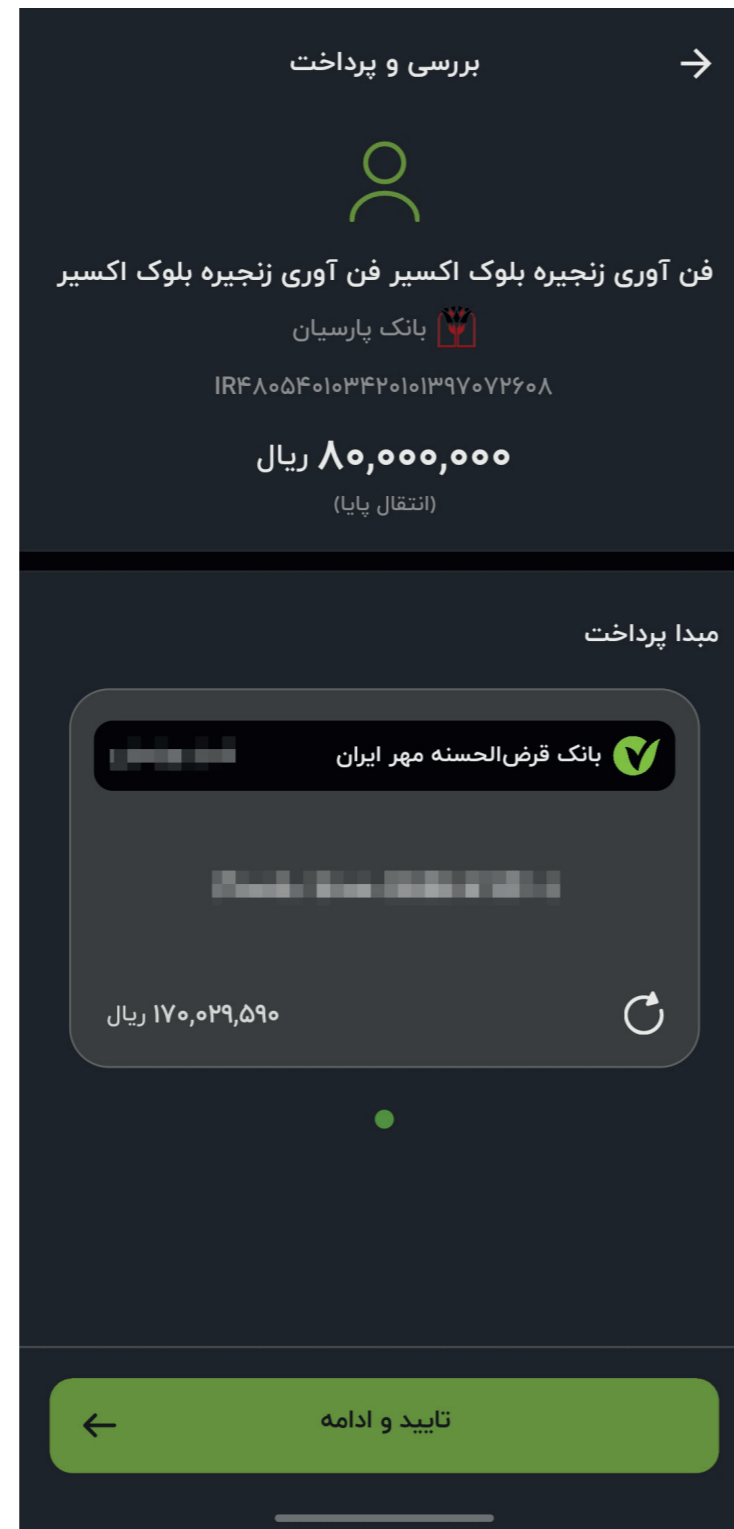 بررسی و پرداخت
فن آوری زنجیره بلوک اکسیر فن آوری زنجیره بلوک اکسیر
بانک پارسیان
IR۴۸۰۵۴۰۱۰۳۴۲۰۱۰۱۳۹۷۰۷۲۶۰۸
۸۰,۰۰۰,۰۰۰ ریال
(انتقال پایا)
مبدا پرداخت
بانک قرض‌الحسنه مهر ایران
۱۷۰,۰۲۹,۵۹۰ ریال
تایید و ادامه